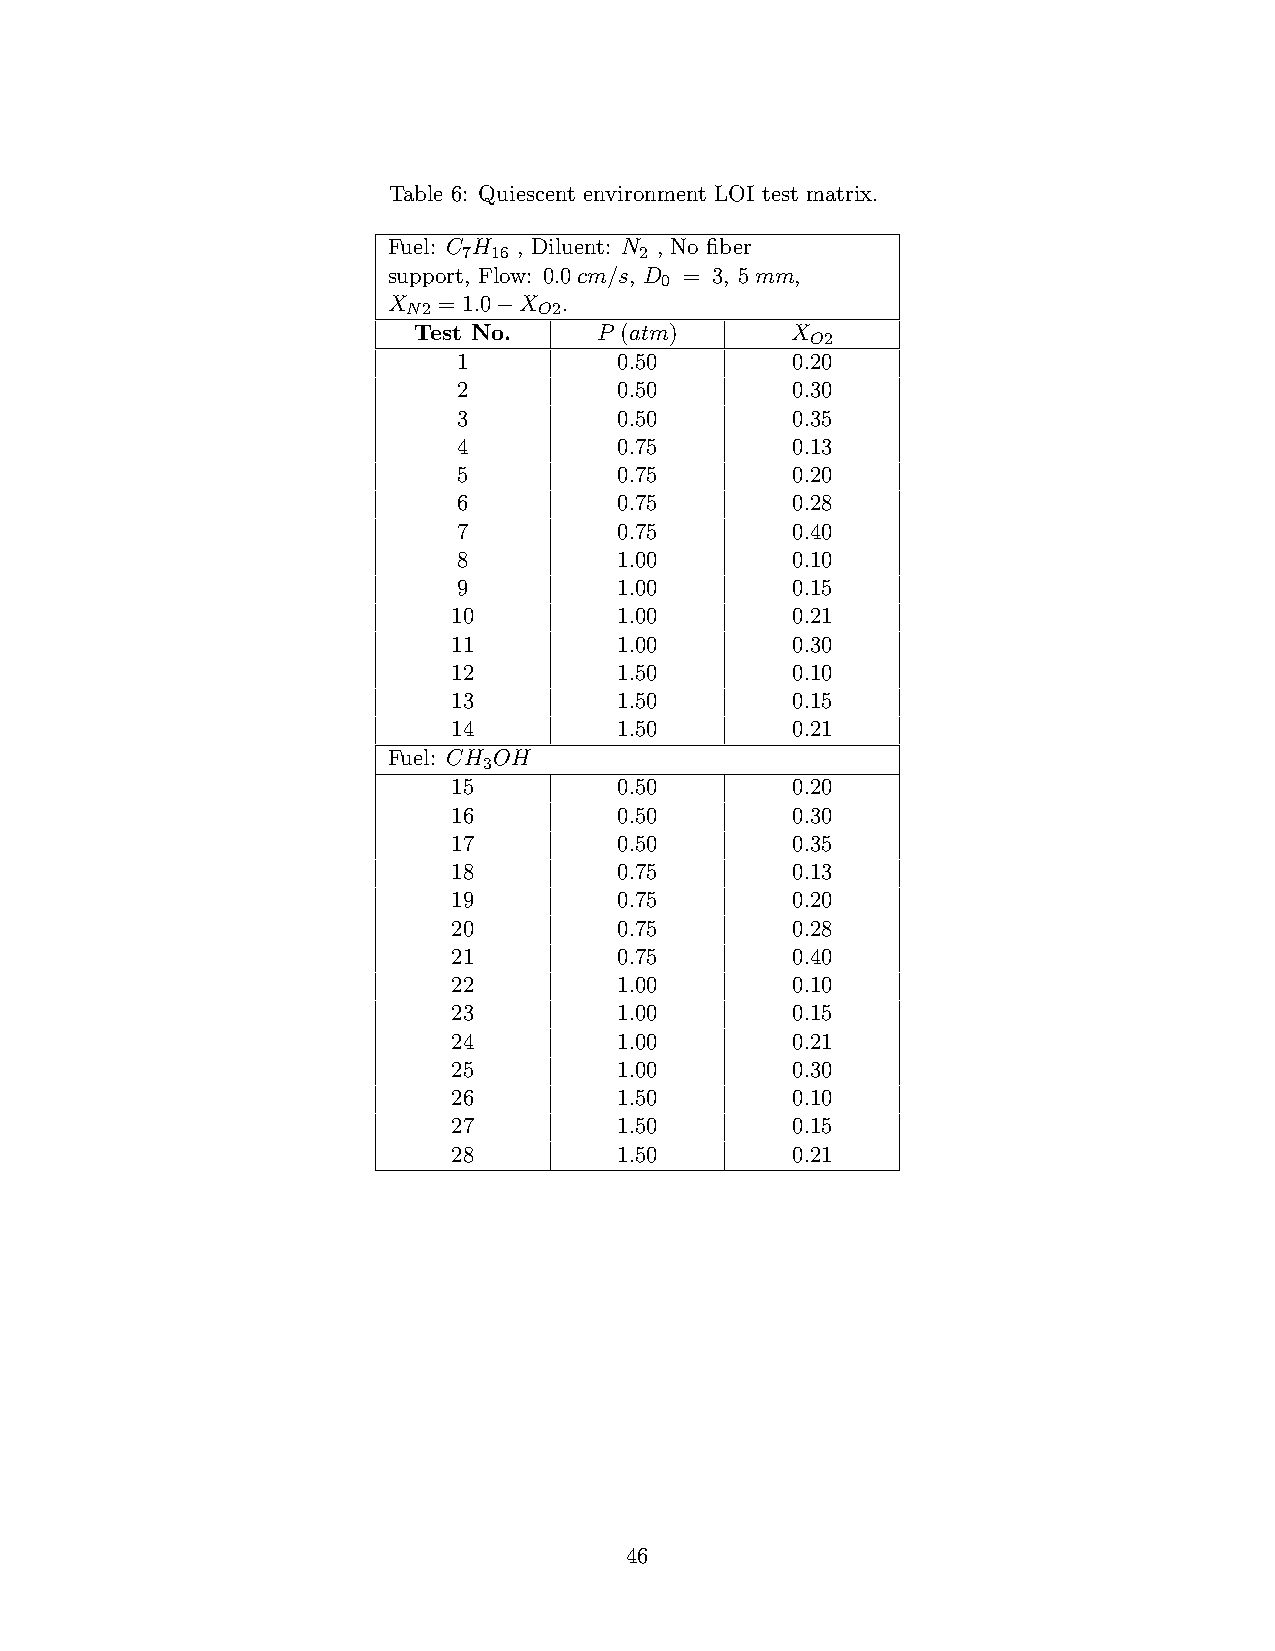 Table 6: Quiescent environment LOI test matrix.
Fuel: C₇H₁₆ , Diluent: N₂ , No fiber
support, Flow: 0.0 cm/s, D₀ = 3, 5 mm,
X_N2 = 1.0 − X_O2.
Test No. P (atm) X_O2
1 0.50 0.20
2 0.50 0.30
3 0.50 0.35
4 0.75 0.13
5 0.75 0.20
6 0.75 0.28
7 0.75 0.40
8 1.00 0.10
9 1.00 0.15
10 1.00 0.21
11 1.00 0.30
12 1.50 0.10
13 1.50 0.15
14 1.50 0.21
Fuel: CH₃OH
15 0.50 0.20
16 0.50 0.30
17 0.50 0.35
18 0.75 0.13
19 0.75 0.20
20 0.75 0.28
21 0.75 0.40
22 1.00 0.10
23 1.00 0.15
24 1.00 0.21
25 1.00 0.30
26 1.50 0.10
27 1.50 0.15
28 1.50 0.21
46